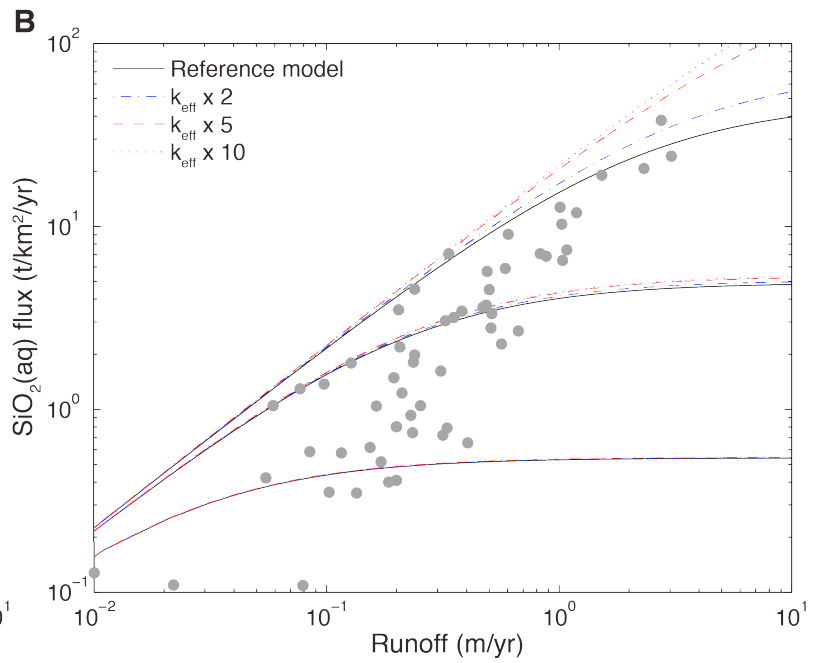 B
10²
Reference model
k_eff x 2
k_eff x 5
k_eff x 10
SiO₂(aq) flux (t/km²/yr)
10¹
10⁰
10⁻¹
1
10⁻²
10⁻¹
10⁰
10¹
Runoff (m/yr)